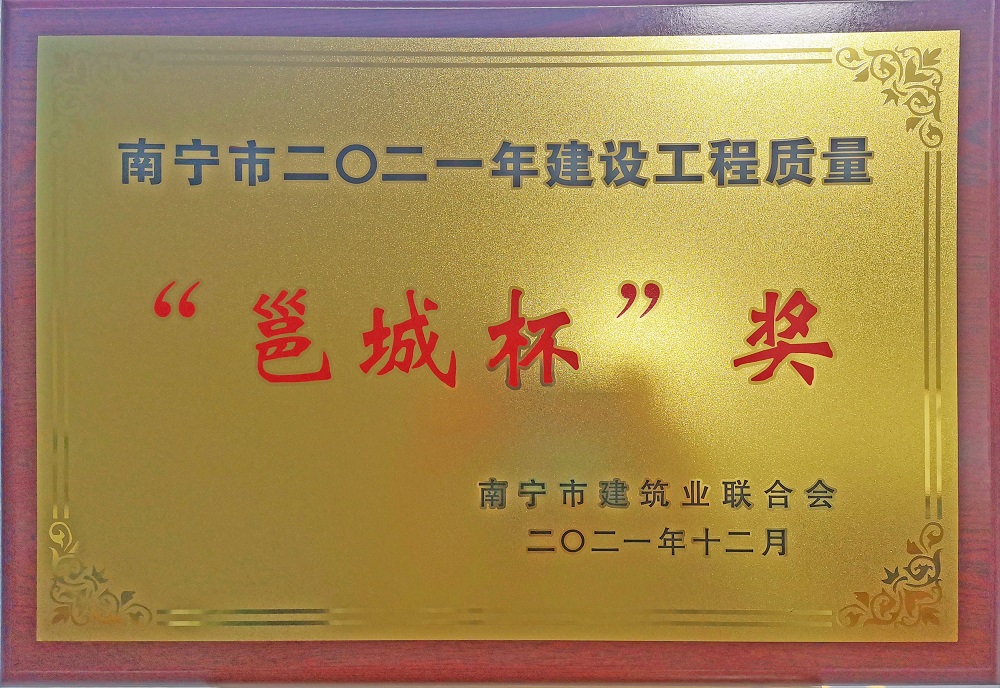 南宁市二〇二一年建设工程质量
“邕城杯”奖
南宁市建筑业联合会
二〇二一年十二月